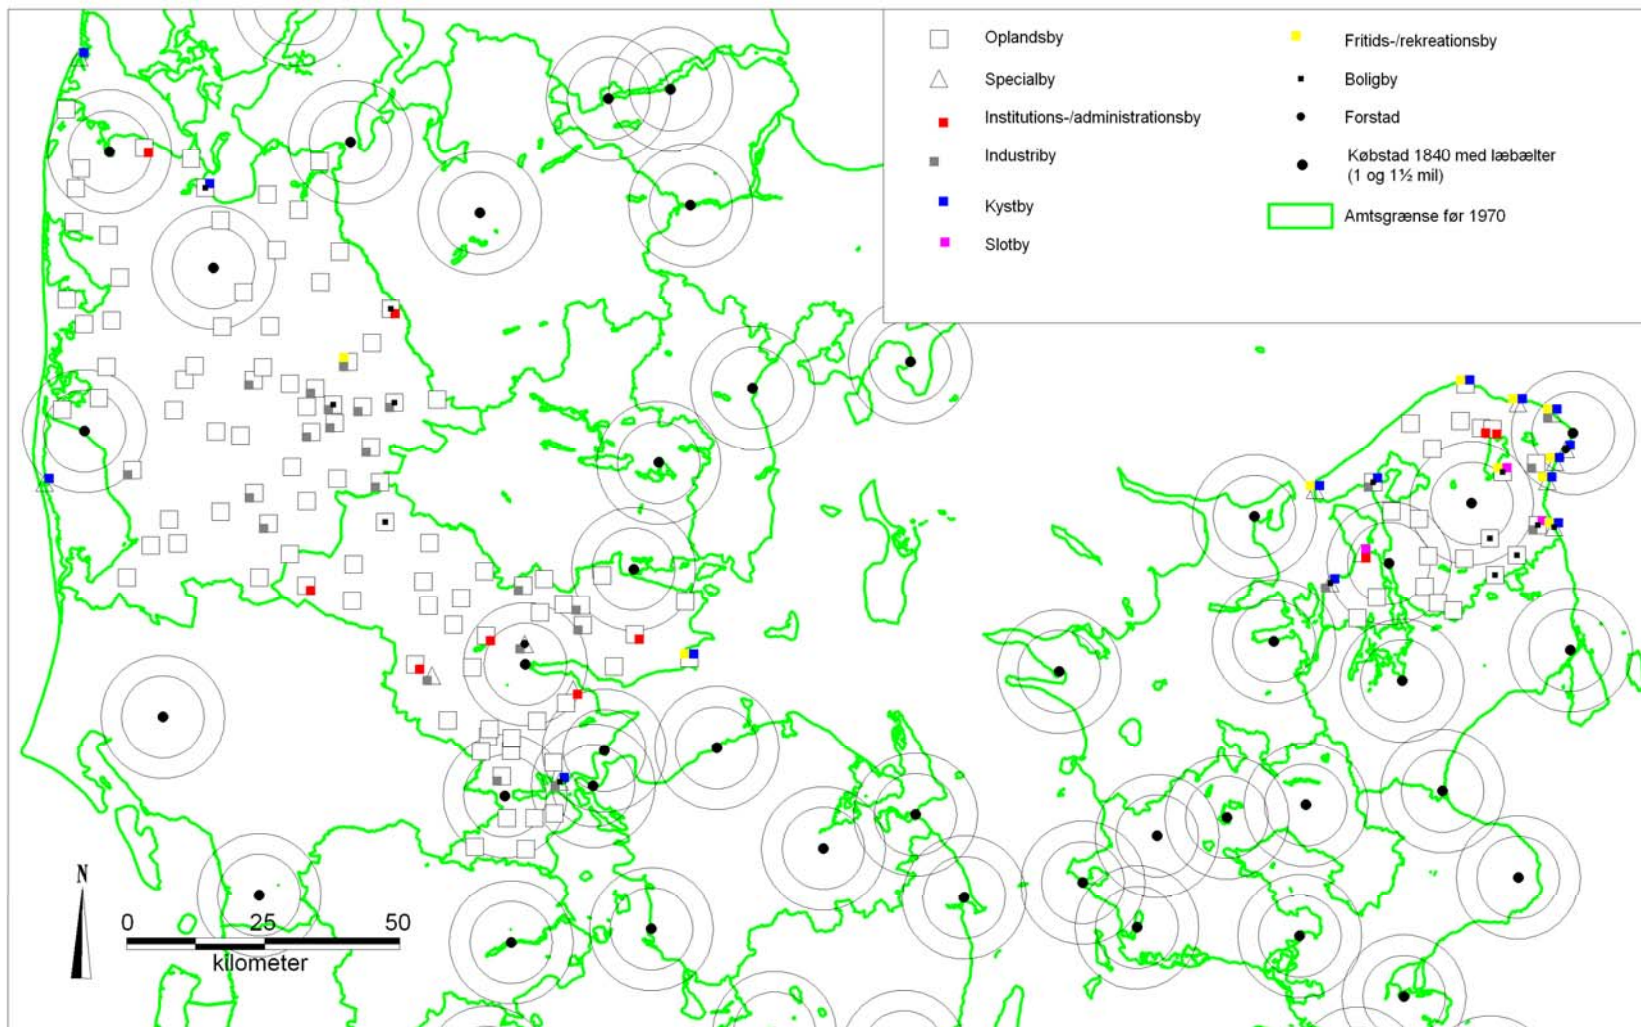 Oplandsby
Specialby
Institutions-/administrationsby
Industriby
Kystby
Slotby
Fritids-/rekreationsby
Boligby
Forstad
Købstad 1840 med læbælter
(1 og 1½ mil)
Amtsgrænse før 1970
N
0 25 50
kilometer